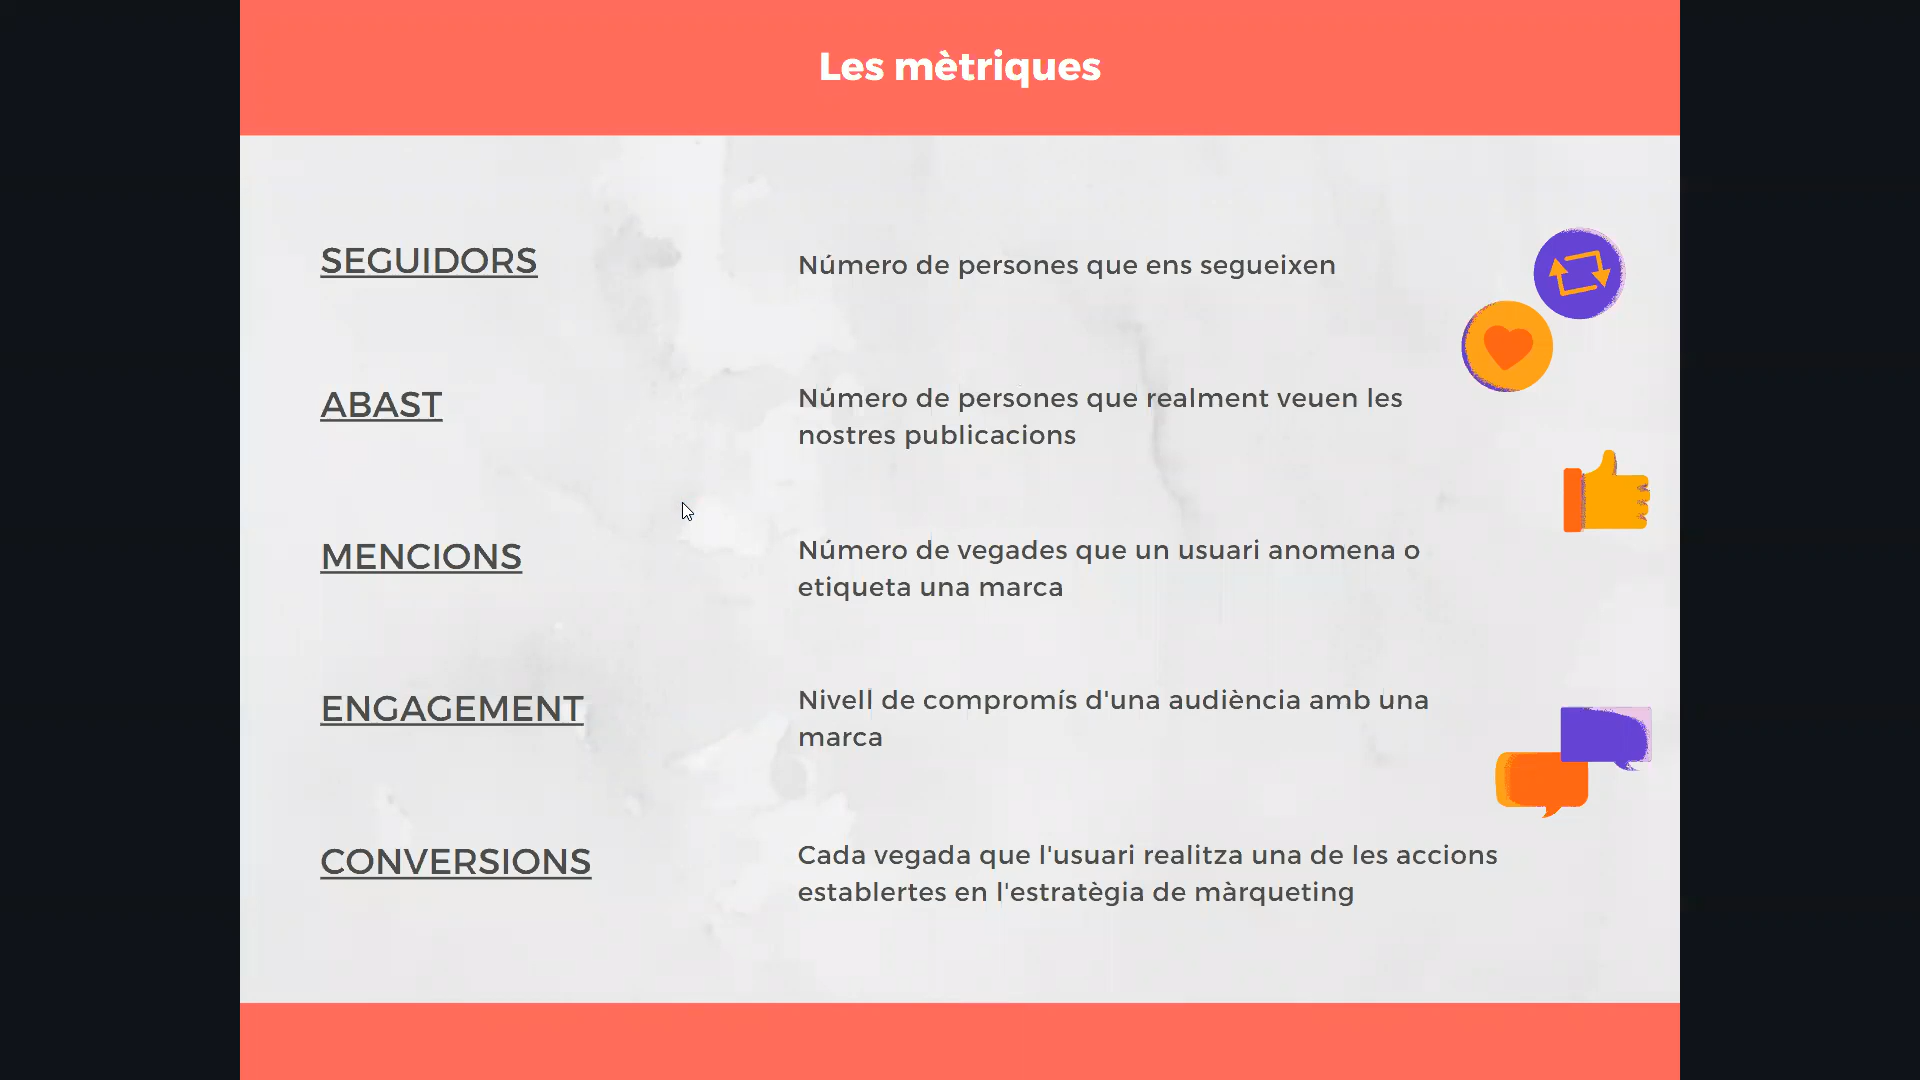 Les mètriques
SEGUIDORS
Número de persones que ens segueixen
ABAST
Número de persones que realment veuen les
nostres publicacions
MENCIONS
Número de vegades que un usuari anomena o
etiqueta una marca
ENGAGEMENT
Nivell de compromís d'una audiència amb una
marca
CONVERSIONS
Cada vegada que l'usuari realitza una de les accions
establertes en l'estratègia de màrqueting